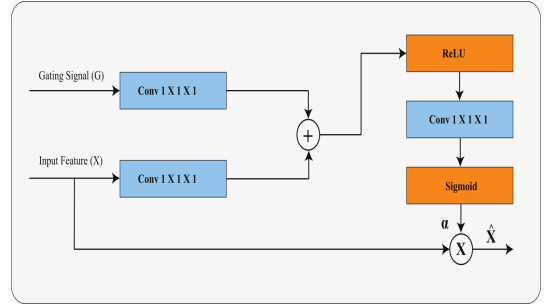 Gating Signal (G)
Conv 1 X 1 X 1
Input Feature (X)
Conv 1 X 1 X 1
+
ReLU
Conv 1 X 1 X 1
Sigmoid
α
X
X̂